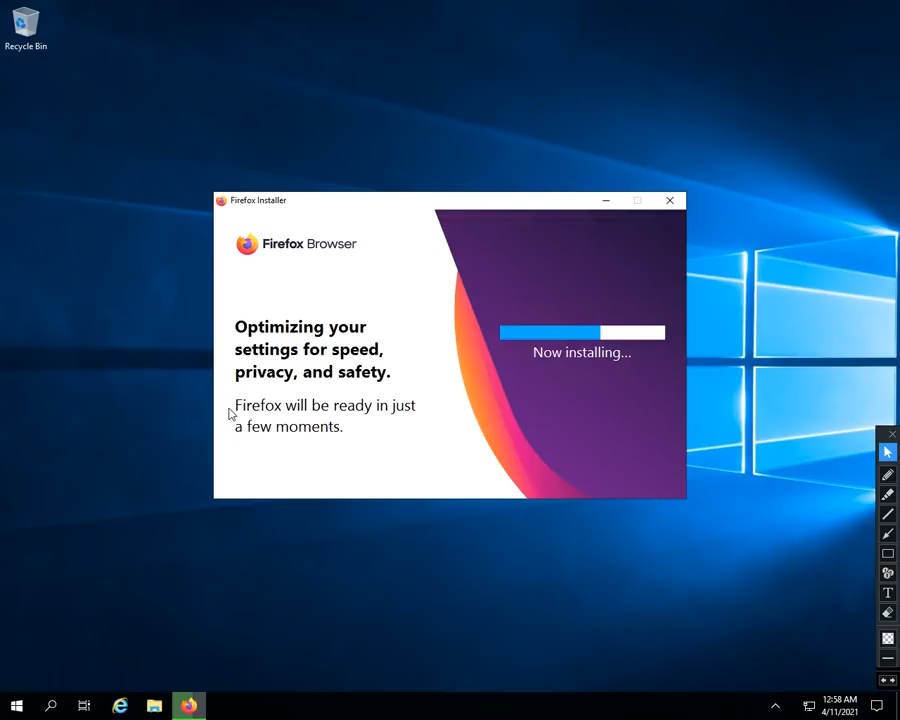 Recycle Bin
Firefox Installer
Firefox Browser
Optimizing your
settings for speed,
privacy, and safety.
Firefox will be ready in just
a few moments.
Now installing...
T
12:58 AM
4/11/2021